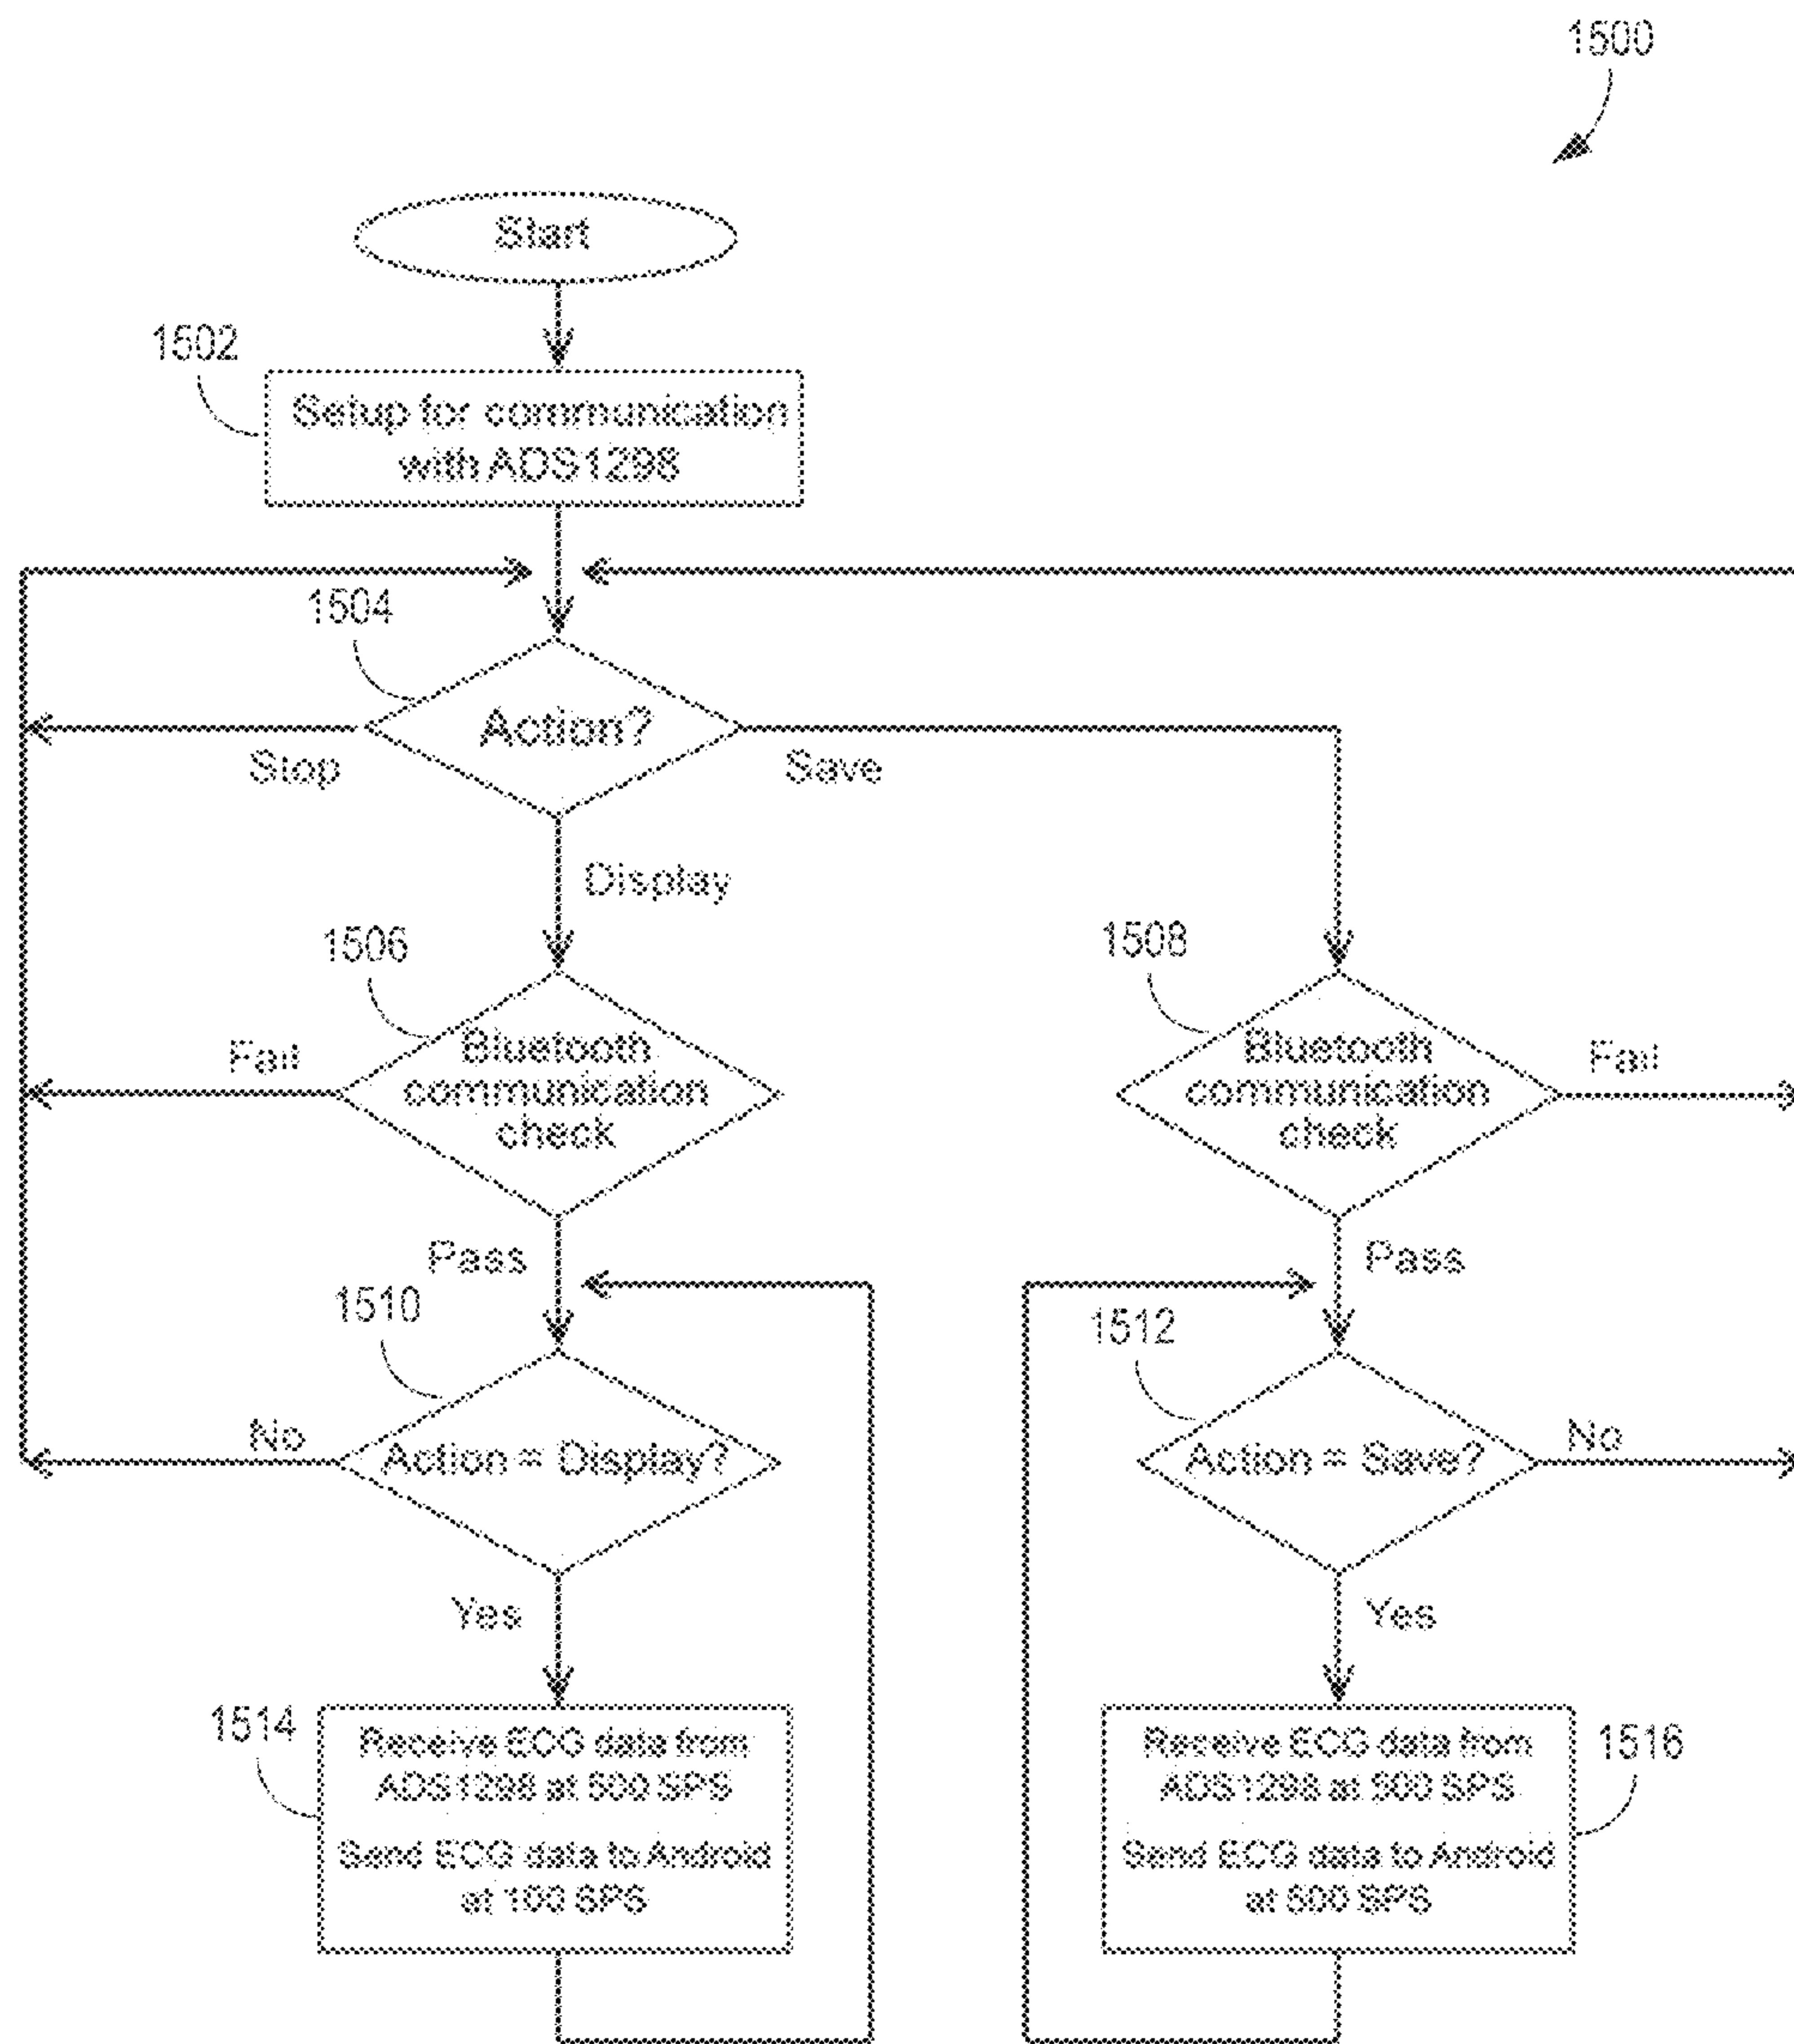 1500
Start
1502
Setup for communication
with ADS1298
1504
Action?
Stop
Save
Display
1506
1508
Fail
Bluetooth
communication
check
Bluetooth
communication
check
Fail
Pass
Pass
1510
1512
No
Action = Display?
Action = Save?
No
Yes
Yes
1514
Receive ECG data from
ADS1298 at 500 SPS
Send ECG data to Android
at 100 SPS
Receive ECG data from
ADS1298 at 500 SPS
Send ECG data to Android
at 500 SPS
1516